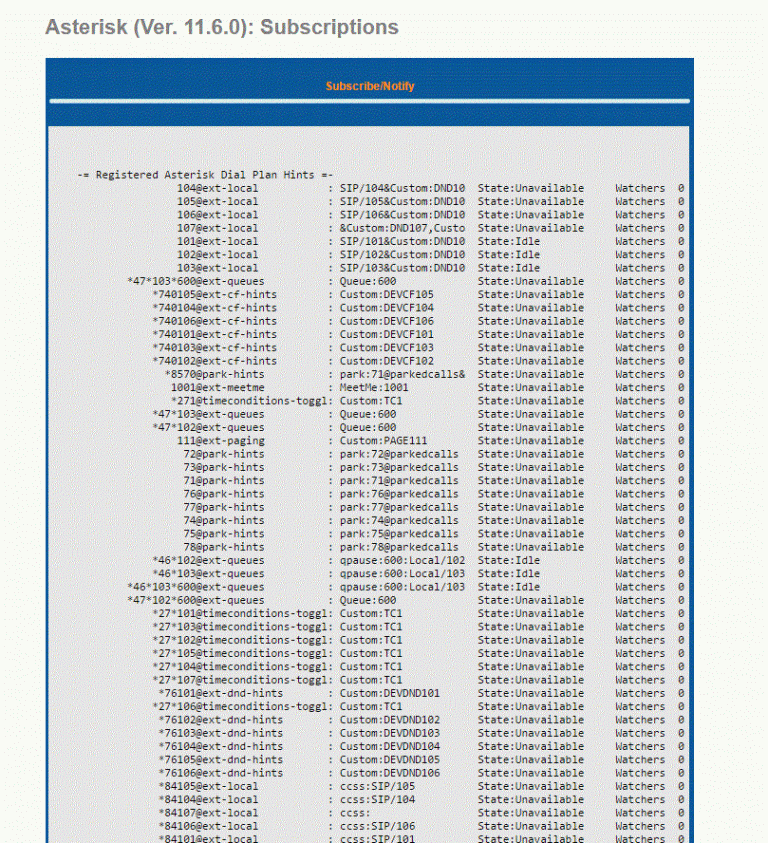 Asterisk (Ver. 11.6.0): Subscriptions
Subscribe/Notify
-= Registered Asterisk Dial Plan Hints =-
104@ext-local : SIP/104&Custom:DND10 State:Unavailable Watchers 0
105@ext-local : SIP/105&Custom:DND10 State:Unavailable Watchers 0
106@ext-local : SIP/106&Custom:DND10 State:Unavailable Watchers 0
107@ext-local : &Custom:DND107,Custo State:Unavailable Watchers 0
101@ext-local : SIP/101&Custom:DND10 State:Idle Watchers 0
102@ext-local : SIP/102&Custom:DND10 State:Idle Watchers 0
103@ext-local : SIP/103&Custom:DND10 State:Idle Watchers 0
*47*103*600@ext-queues : Queue:600 State:Unavailable Watchers 0
*740105@ext-cf-hints : Custom:DEVCF105 State:Unavailable Watchers 0
*740104@ext-cf-hints : Custom:DEVCF104 State:Unavailable Watchers 0
*740106@ext-cf-hints : Custom:DEVCF106 State:Unavailable Watchers 0
*740101@ext-cf-hints : Custom:DEVCF101 State:Unavailable Watchers 0
*740103@ext-cf-hints : Custom:DEVCF103 State:Unavailable Watchers 0
*740102@ext-cf-hints : Custom:DEVCF102 State:Unavailable Watchers 0
*8570@park-hints : park:71@parkedcalls& State:Unavailable Watchers 0
1001@ext-meetme : MeetMe:1001 State:Unavailable Watchers 0
*271@timeconditions-toggl: Custom:TC1 State:Unavailable Watchers 0
*47*103@ext-queues : Queue:600 State:Unavailable Watchers 0
*47*102@ext-queues : Queue:600 State:Unavailable Watchers 0
111@ext-paging : Custom:PAGE111 State:Unavailable Watchers 0
72@park-hints : park:72@parkedcalls State:Unavailable Watchers 0
73@park-hints : park:73@parkedcalls State:Unavailable Watchers 0
71@park-hints : park:71@parkedcalls State:Unavailable Watchers 0
76@park-hints : park:76@parkedcalls State:Unavailable Watchers 0
77@park-hints : park:77@parkedcalls State:Unavailable Watchers 0
74@park-hints : park:74@parkedcalls State:Unavailable Watchers 0
75@park-hints : park:75@parkedcalls State:Unavailable Watchers 0
78@park-hints : park:78@parkedcalls State:Unavailable Watchers 0
*46*102@ext-queues : qpause:600:Local/102 State:Idle Watchers 0
*46*103@ext-queues : qpause:600:Local/103 State:Idle Watchers 0
*46*103*600@ext-queues : qpause:600:Local/103 State:Idle Watchers 0
*47*102*600@ext-queues : Queue:600 State:Unavailable Watchers 0
*27*101@timeconditions-toggl: Custom:TC1 State:Unavailable Watchers 0
*27*103@timeconditions-toggl: Custom:TC1 State:Unavailable Watchers 0
*27*102@timeconditions-toggl: Custom:TC1 State:Unavailable Watchers 0
*27*105@timeconditions-toggl: Custom:TC1 State:Unavailable Watchers 0
*27*104@timeconditions-toggl: Custom:TC1 State:Unavailable Watchers 0
*27*107@timeconditions-toggl: Custom:TC1 State:Unavailable Watchers 0
*76101@ext-dnd-hints : Custom:DEVDND101 State:Unavailable Watchers 0
*27*106@timeconditions-toggl: Custom:TC1 State:Unavailable Watchers 0
*76102@ext-dnd-hints : Custom:DEVDND102 State:Unavailable Watchers 0
*76103@ext-dnd-hints : Custom:DEVDND103 State:Unavailable Watchers 0
*76104@ext-dnd-hints : Custom:DEVDND104 State:Unavailable Watchers 0
*76105@ext-dnd-hints : Custom:DEVDND105 State:Unavailable Watchers 0
*76106@ext-dnd-hints : Custom:DEVDND106 State:Unavailable Watchers 0
*84105@ext-local : ccss:SIP/105 State:Unavailable Watchers 0
*84104@ext-local : ccss:SIP/104 State:Unavailable Watchers 0
*84107@ext-local : ccss: State:Unavailable Watchers 0
*84106@ext-local : ccss:SIP/106 State:Unavailable Watchers 0
*84101@ext-local : ccss:SIP/101 State:Unavailable Watchers 0